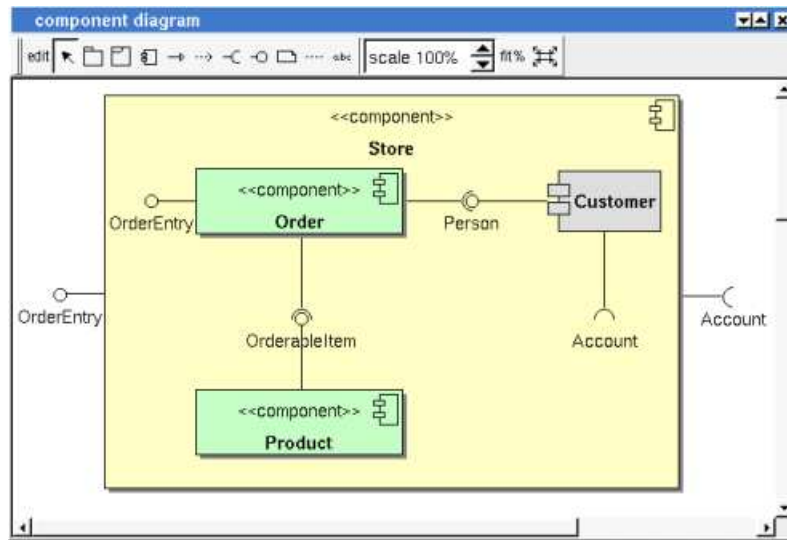 component diagram
edit abc scale 100% fit%
<<component>>
Store
<<component>>
Order
OrderEntry
Person
Customer
OrderEntry
OrderableItem
Account
Account
<<component>>
Product